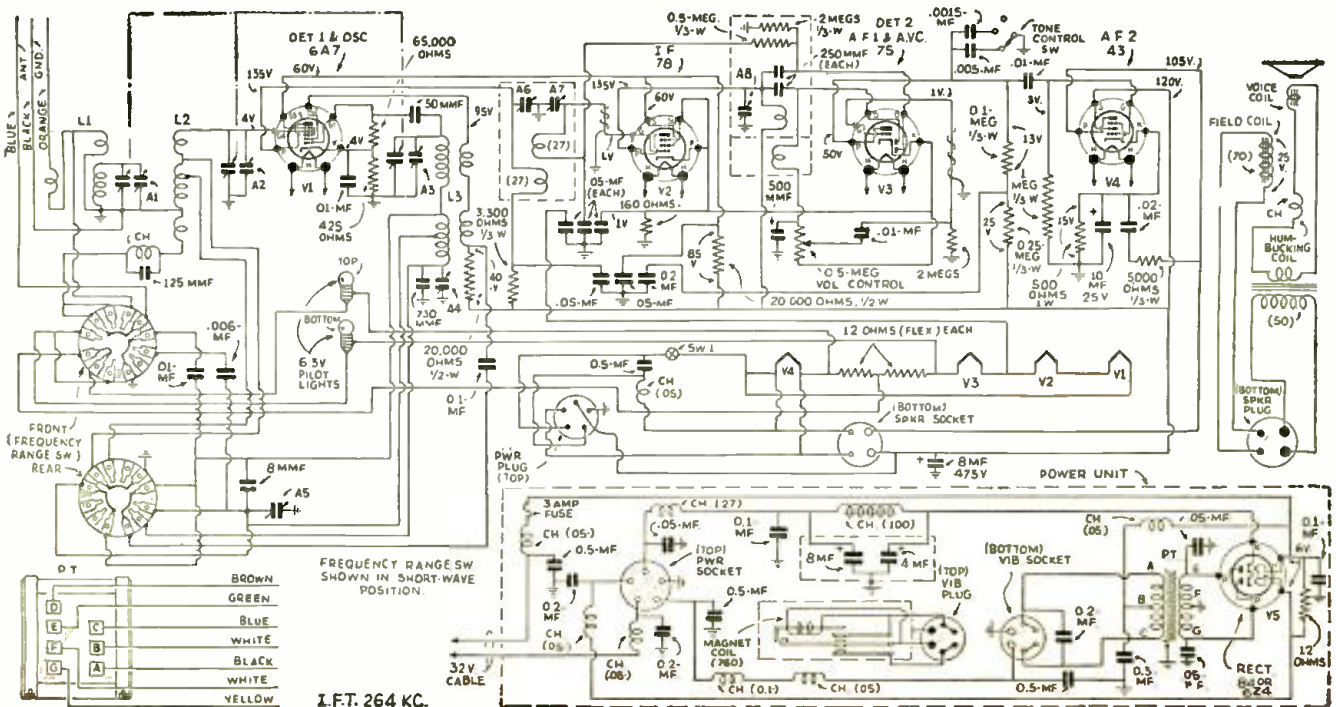 BLUE
BLACK
ANT.
ORANGE
GND.
L1
L2
A1
CH
125 MMF
DET 1 & OSC
6A7
60V.
135V
4V
A2
V1
.01-MF
425
OHMS
4V
65,000
OHMS
50 MMF
A3
L3
95V
3,300
OHMS
1/3 W
730
MMF
A4
40
V
20,000
OHMS
1/2-W
0.1-
MF
TOP
BOTTOM
6.3V
PILOT
LIGHTS
.006-
MF
.01-
MF
FRONT
(FREQUENCY
RANGE SW)
REAR
8 MMF
A5
FREQUENCY RANGE SW
SHOWN IN SHORT-WAVE
POSITION.
A6
A7
(27)
(27)
LV
.05-MF
(EACH)
160 OHMS
1V
.05-MF
.05-MF
0.2
MF
I F
78
135V
60V
V2
85
V
20,000 OHMS, 1/2 W
0.5-MEG.
1/3-W
.2 MEGS
1/3-W
250 MMF
(EACH)
A8
500
MMF
0.5-MEG
VOL CONTROL
DET 2
A F 1 & A.V.C.
75
1V.
50V
V3
.01-MF
2 MEGS
.0015-
MF
.005-MF
TONE
CONTROL
SW
.01-MF
3V.
0.1-
MEG
1/3-W
13V
1
MEG
1/3 W
25
V
0.25-
MEG
1/3-W
500
OHMS
1W
A F 2
43
105V
120V.
V4
15V
10
MF
25V
.02-
MF
5000
OHMS
1/3-W
VOICE
COIL
FIELD COIL
(70)
25
V.
CH
HUM-
BUCKING
COIL
(50)
(BOTTOM)
SPKR
PLUG
12 OHMS (FLEX) EACH
SW 1
0.5-MF
CH
(.05)
V4
V3
V2
V1
PWR
PLUG
(TOP)
(BOTTOM)
SPKR SOCKET
8 MF
475V
POWER UNIT
3 AMP
FUSE
CH
(.05)
0.5-MF
0.2
MF
CH
(.05)
CH (27)
.05-MF
(TOP)
PWR
SOCKET
0.1-
MF
0.5-MF
CH
(.08)
0.2-
MF
CH (100)
8MF
4 MF
(TOP)
VIB
PLUG
MAGNET
COIL
(760)
CH (0.1)
CH (.05)
(BOTTOM)
VIB SOCKET
0.2
MF
0.5-MF
0.5
MF
CH
(.05)
.05-MF
PT
A
B
C
F
G
V5
0.1-
MF
6V
12
OHMS
RECT
84 OR
6Z4
32V
CABLE
P T
D
E
F
G
C
B
A
BROWN
GREEN
BLUE
WHITE
BLACK
WHITE
YELLOW
I.F.T. 264 KC.